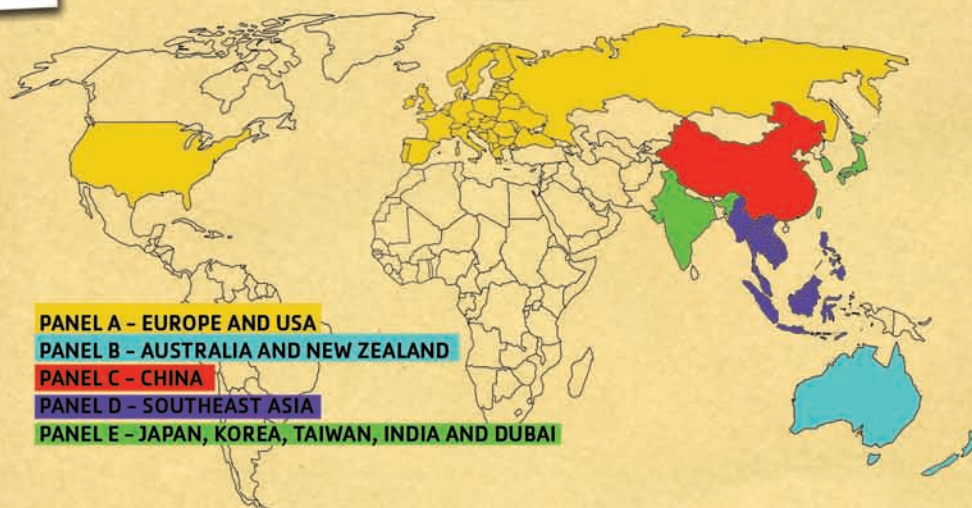 PANEL A – EUROPE AND USA
PANEL B – AUSTRALIA AND NEW ZEALAND
PANEL C – CHINA
PANEL D – SOUTHEAST ASIA
PANEL E – JAPAN, KOREA, TAIWAN, INDIA AND DUBAI